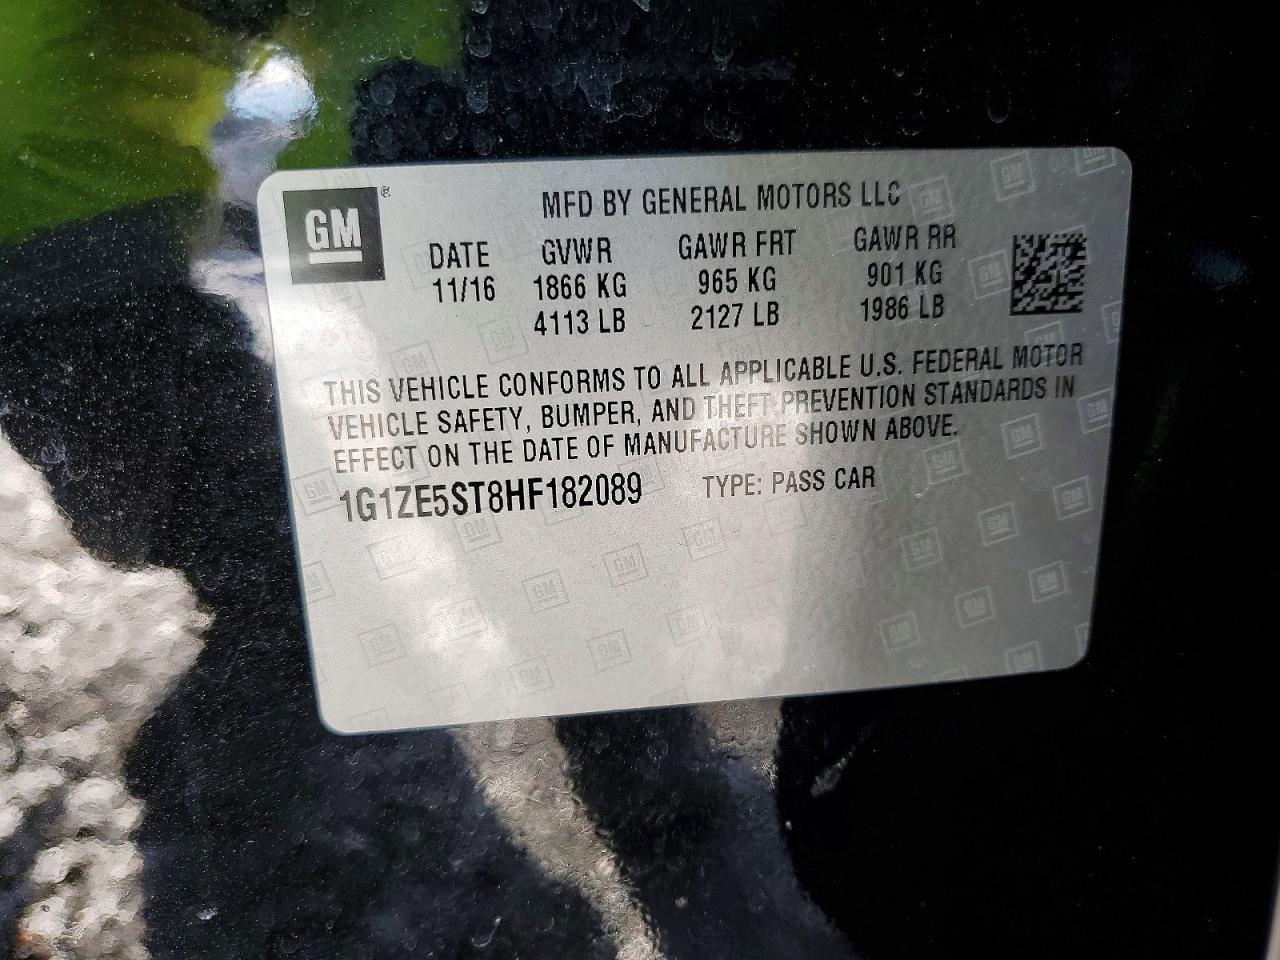 GM ®
MFD BY GENERAL MOTORS LLC
DATE GVWR GAWR FRT GAWR RR
11/16 1866 KG 965 KG 901 KG
4113 LB 2127 LB 1986 LB
THIS VEHICLE CONFORMS TO ALL APPLICABLE U.S. FEDERAL MOTOR
VEHICLE SAFETY, BUMPER, AND THEFT PREVENTION STANDARDS IN
EFFECT ON THE DATE OF MANUFACTURE SHOWN ABOVE.
1G1ZE5ST8HF182089 TYPE: PASS CAR